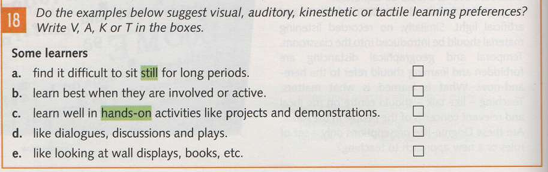 18 Do the examples below suggest visual, auditory, kinesthetic or tactile learning preferences?
Write V, A, K or T in the boxes.
Some learners
a. find it difficult to sit still for long periods.
b. learn best when they are involved or active.
c. learn well in hands-on activities like projects and demonstrations.
d. like dialogues, discussions and plays.
e. like looking at wall displays, books, etc.